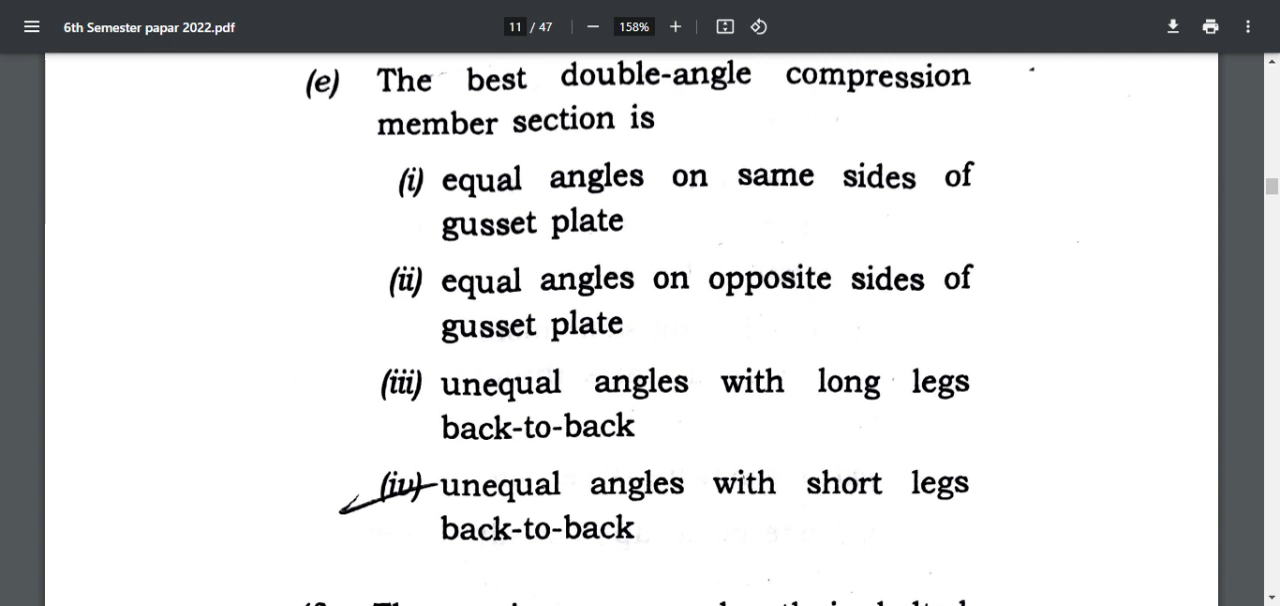 6th Semester papar 2022.pdf 11 / 47 158%
(e) The best double-angle compression
member section is
(i) equal angles on same sides of
gusset plate
(ii) equal angles on opposite sides of
gusset plate
(iii) unequal angles with long legs
back-to-back
(iv) unequal angles with short legs
back-to-back